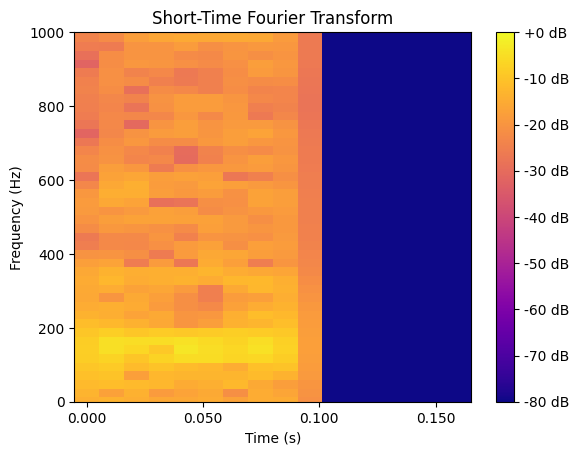 Short-Time Fourier Transform
1000
800
600
400
200
0
Frequency (Hz)
0.000
0.050
0.100
0.150
Time (s)
+0 dB
-10 dB
-20 dB
-30 dB
-40 dB
-50 dB
-60 dB
-70 dB
-80 dB